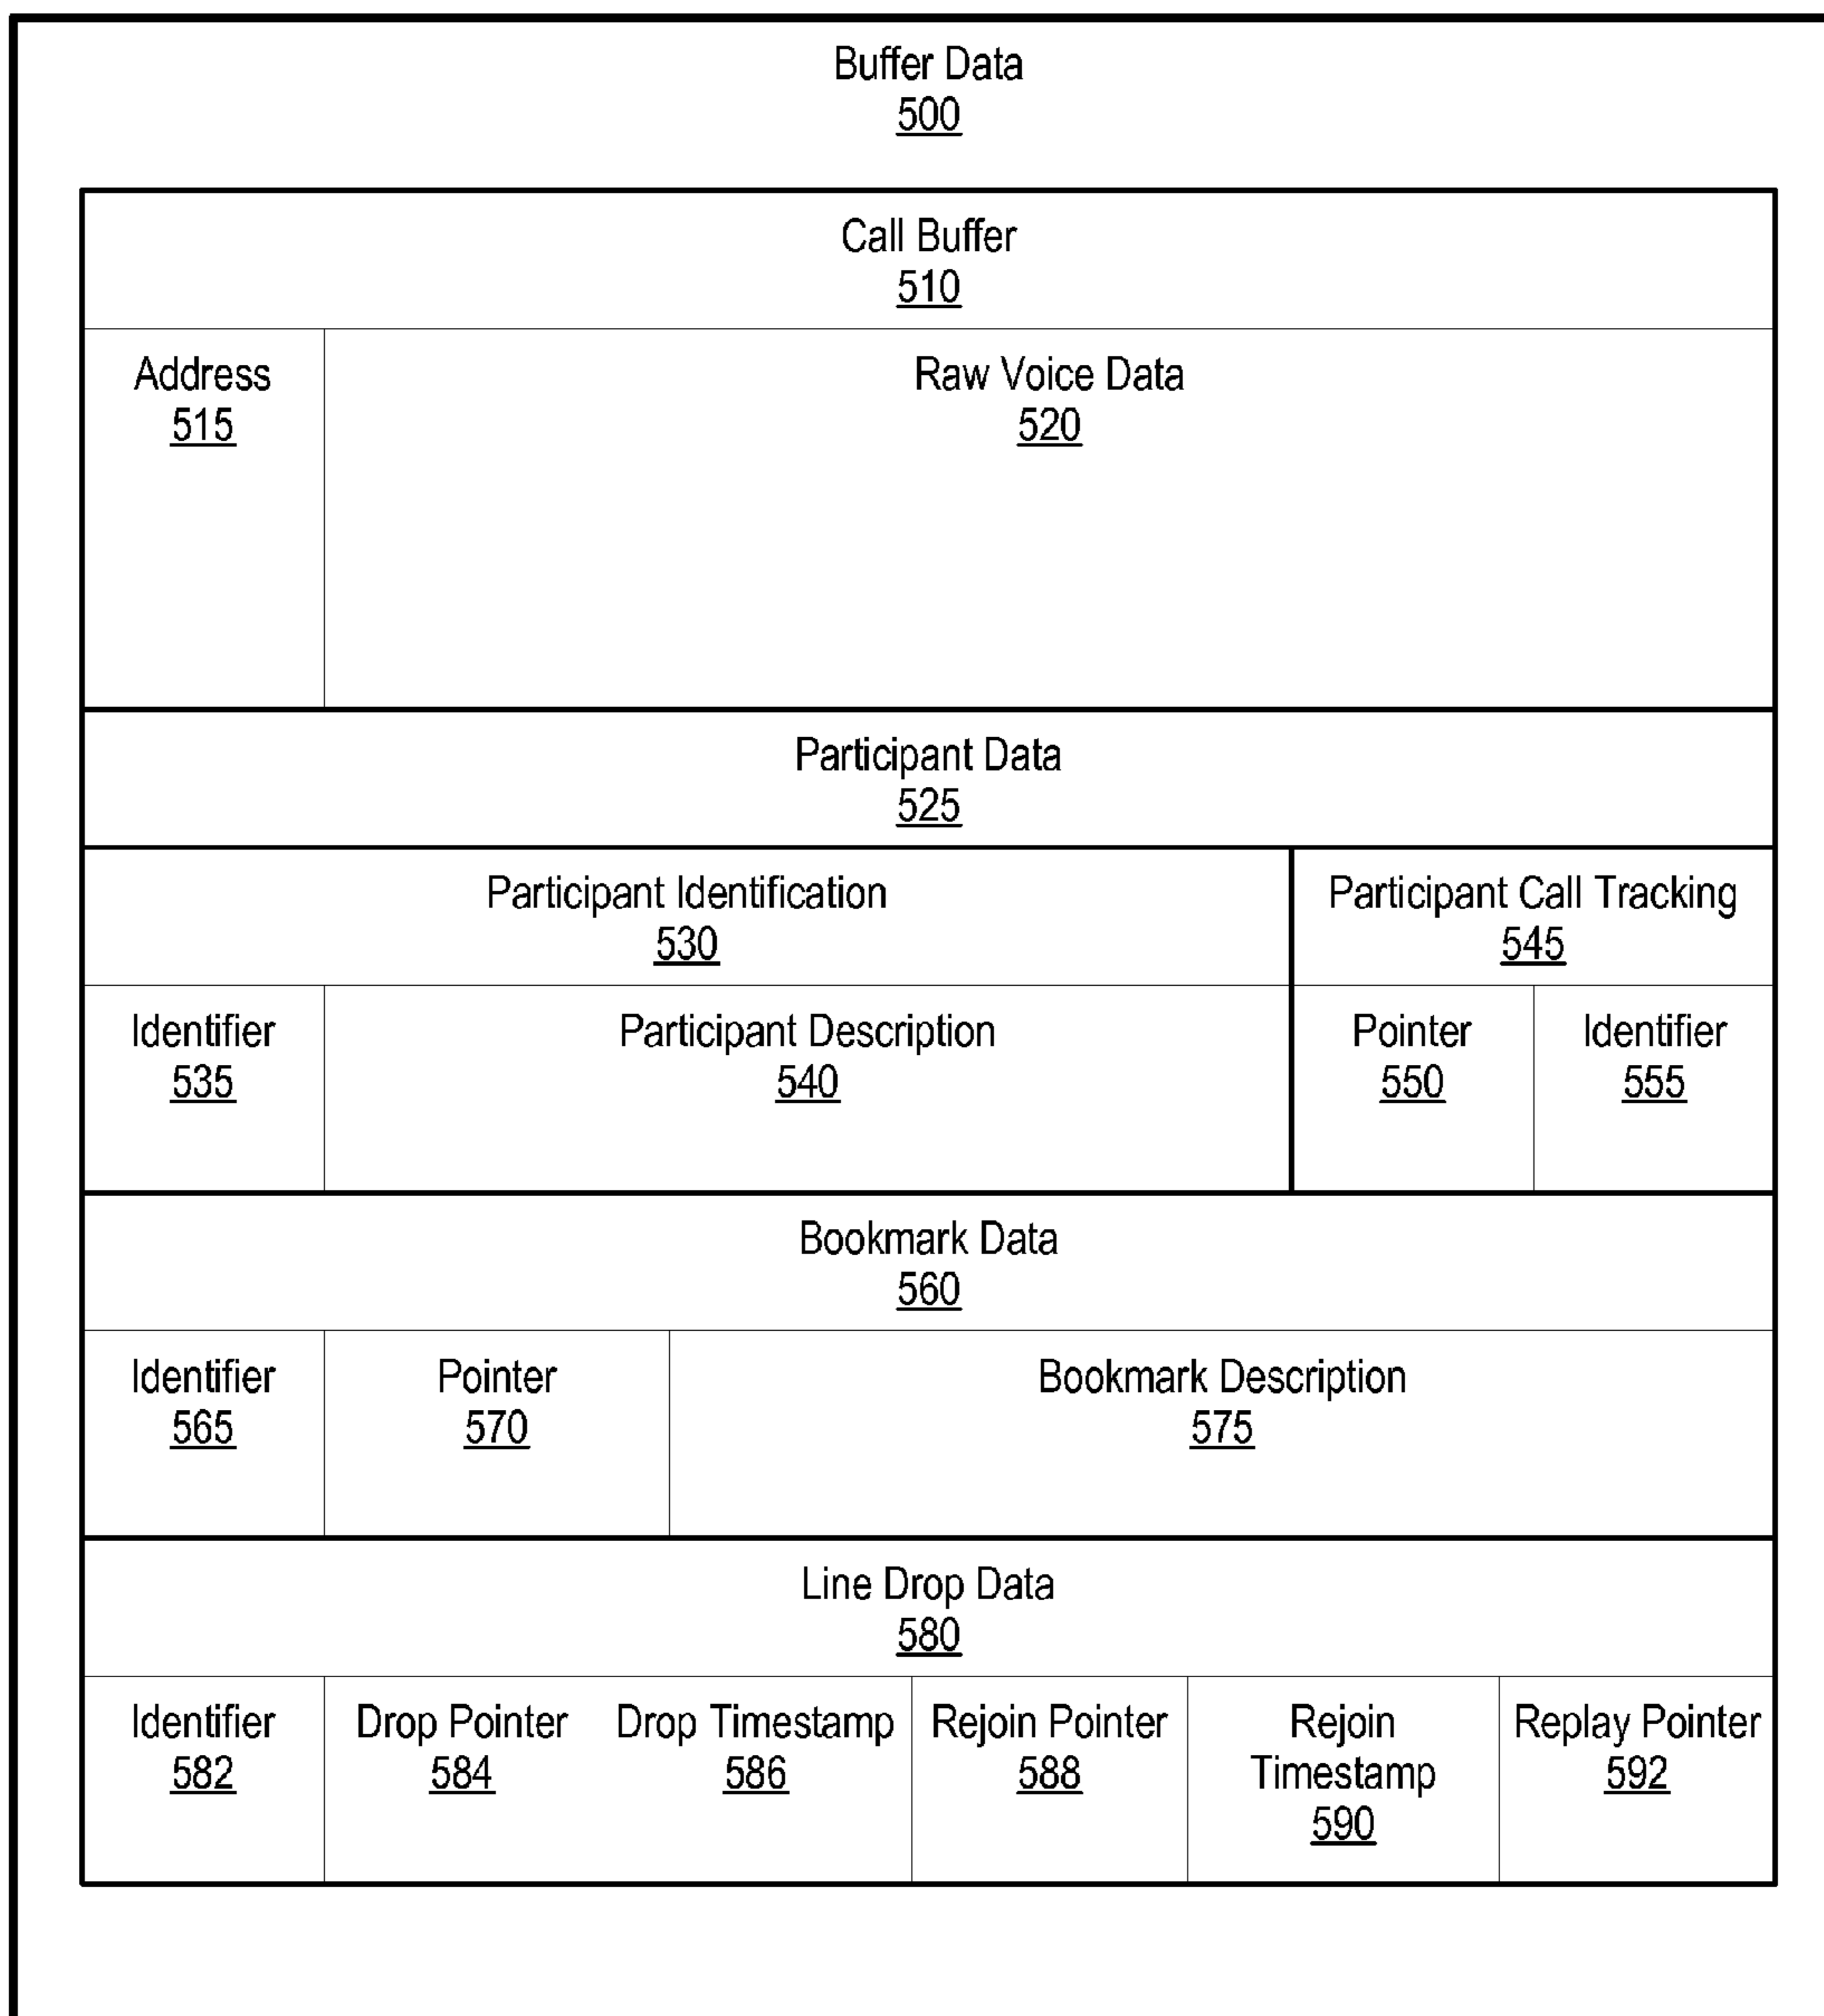 Buffer Data
500
Call Buffer
510
Address
515
Raw Voice Data
520
Participant Data
525
Participant Identification
530
Participant Call Tracking
545
Identifier
535
Participant Description
540
Pointer
550
Identifier
555
Bookmark Data
560
Identifier
565
Pointer
570
Bookmark Description
575
Line Drop Data
580
Identifier
582
Drop Pointer
584
Drop Timestamp
586
Rejoin Pointer
588
Rejoin
Timestamp
590
Replay Pointer
592